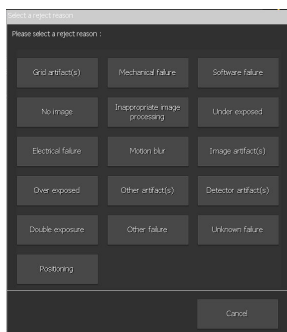 Select a reject reason
Please select a reject reason :
Grid artifact(s)
Mechanical failure
Software failure
No image
Inappropriate image
processing
Under exposed
Electrical failure
Motion blur
Image artifact(s)
Over exposed
Other artifact(s)
Detector artifact(s)
Double exposure
Other failure
Unknown failure
Positioning
Cancel